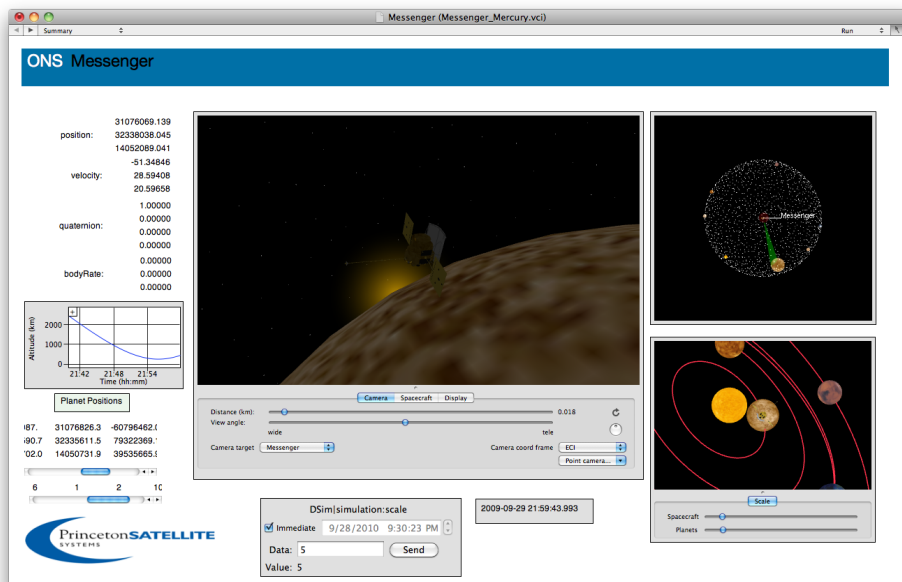 Messenger (Messenger_Mercury.vci)
Summary
Run
ONS Messenger
position:
31076069.139
32338038.045
14052089.041
velocity:
-51.34846
28.59408
20.59658
quaternion:
1.00000
0.00000
0.00000
0.00000
bodyRate:
0.00000
0.00000
0.00000
Altitude (km)
2000
1000
0
21:42 21:48 21:54
Time (hh:mm)
Planet Positions
31076826.3 -60796462.
32335611.5 79322369.
14050731.9 39535665.
6 1 2
PrincetonSATELLITE
SYSTEMS
Camera Spacecraft Display
Distance (km): 0.018
View angle:
wide tele
Camera target Messenger Camera coord frame ECI
Point camera...
DSim|simulation:scale
Immediate 9/28/2010 9:30:23 PM
Data: 5 Send
Value: 5
2009-09-29 21:59:43.993
Messenger
Scale
Spacecraft
Planets